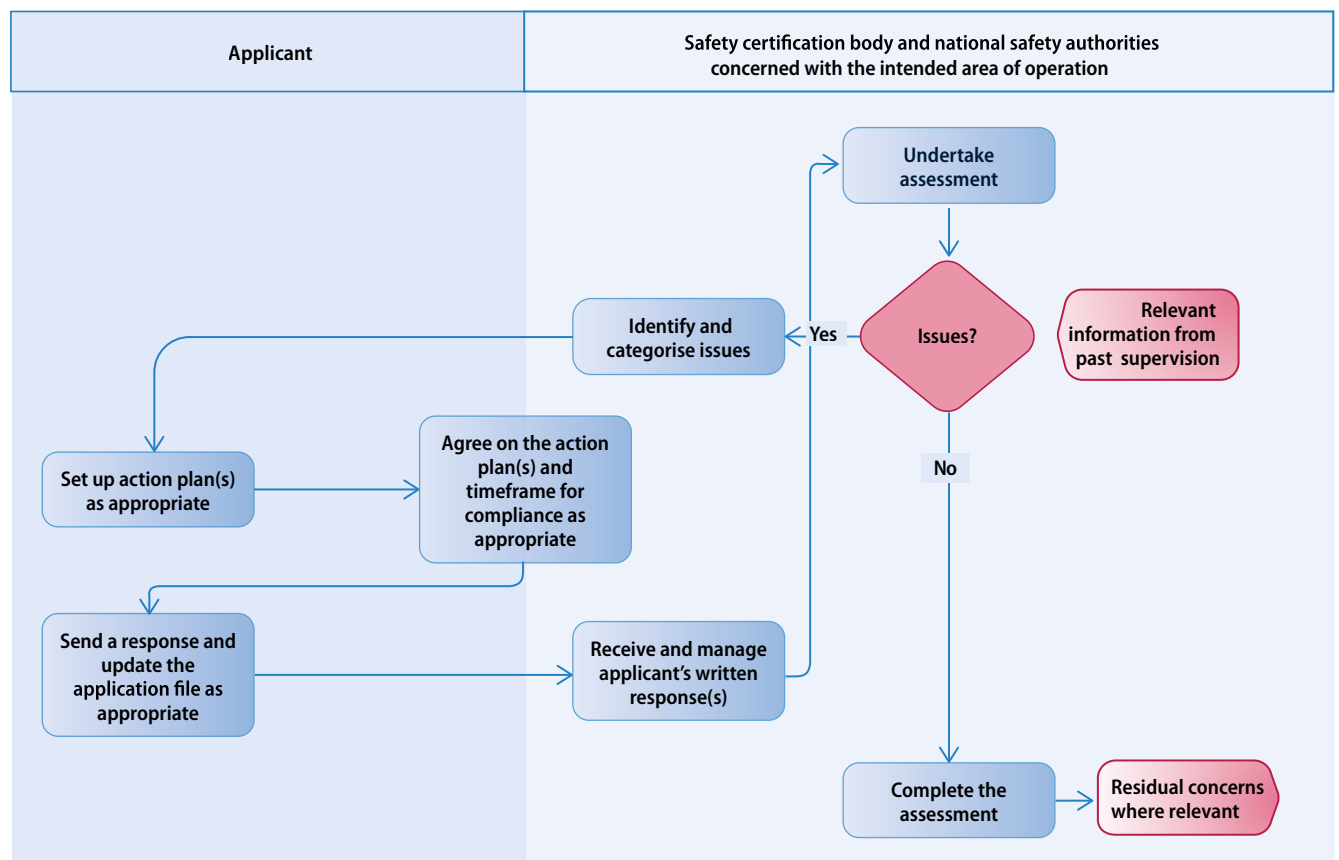 Applicant
Safety certification body and national safety authorities
concerned with the intended area of operation
Undertake
assessment
Issues?
Relevant
information from
past supervision
Yes
Identify and
categorise issues
Set up action plan(s)
as appropriate
Agree on the action
plan(s) and
timeframe for
compliance as
appropriate
No
Send a response and
update the
application file as
appropriate
Receive and manage
applicant’s written
response(s)
Complete the
assessment
Residual concerns
where relevant